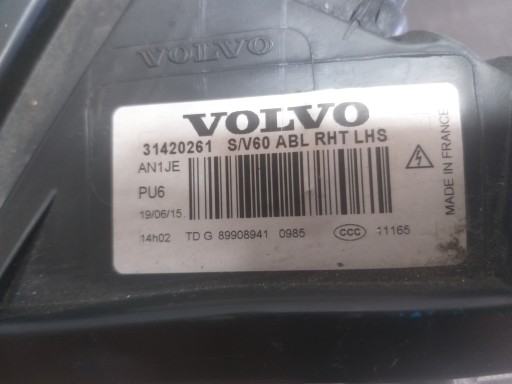 VOLVO
VOLVO
31420261 S/V60 ABL RHT LHS
AN1JE
PU6
19/06/15
14h02 TD G 89908941 0985 CCC 11165
MADE IN FRANCE